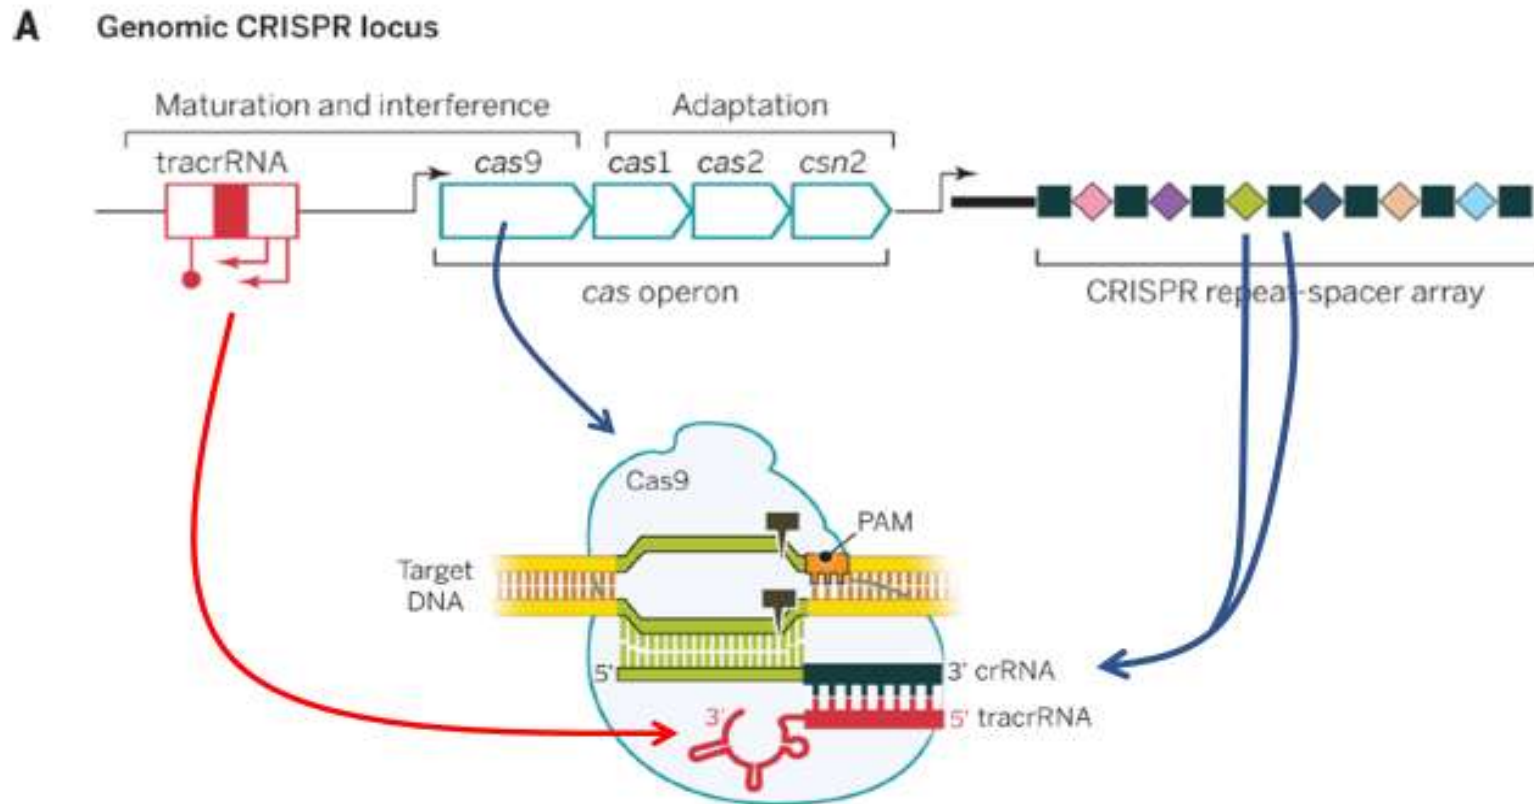 A Genomic CRISPR locus
Maturation and interference Adaptation
tracrRNA cas9 cas1 cas2 csn2
cas operon CRISPR repeat-spacer array
Cas9
PAM
Target
DNA
5' 3' crRNA
3' 5' tracrRNA